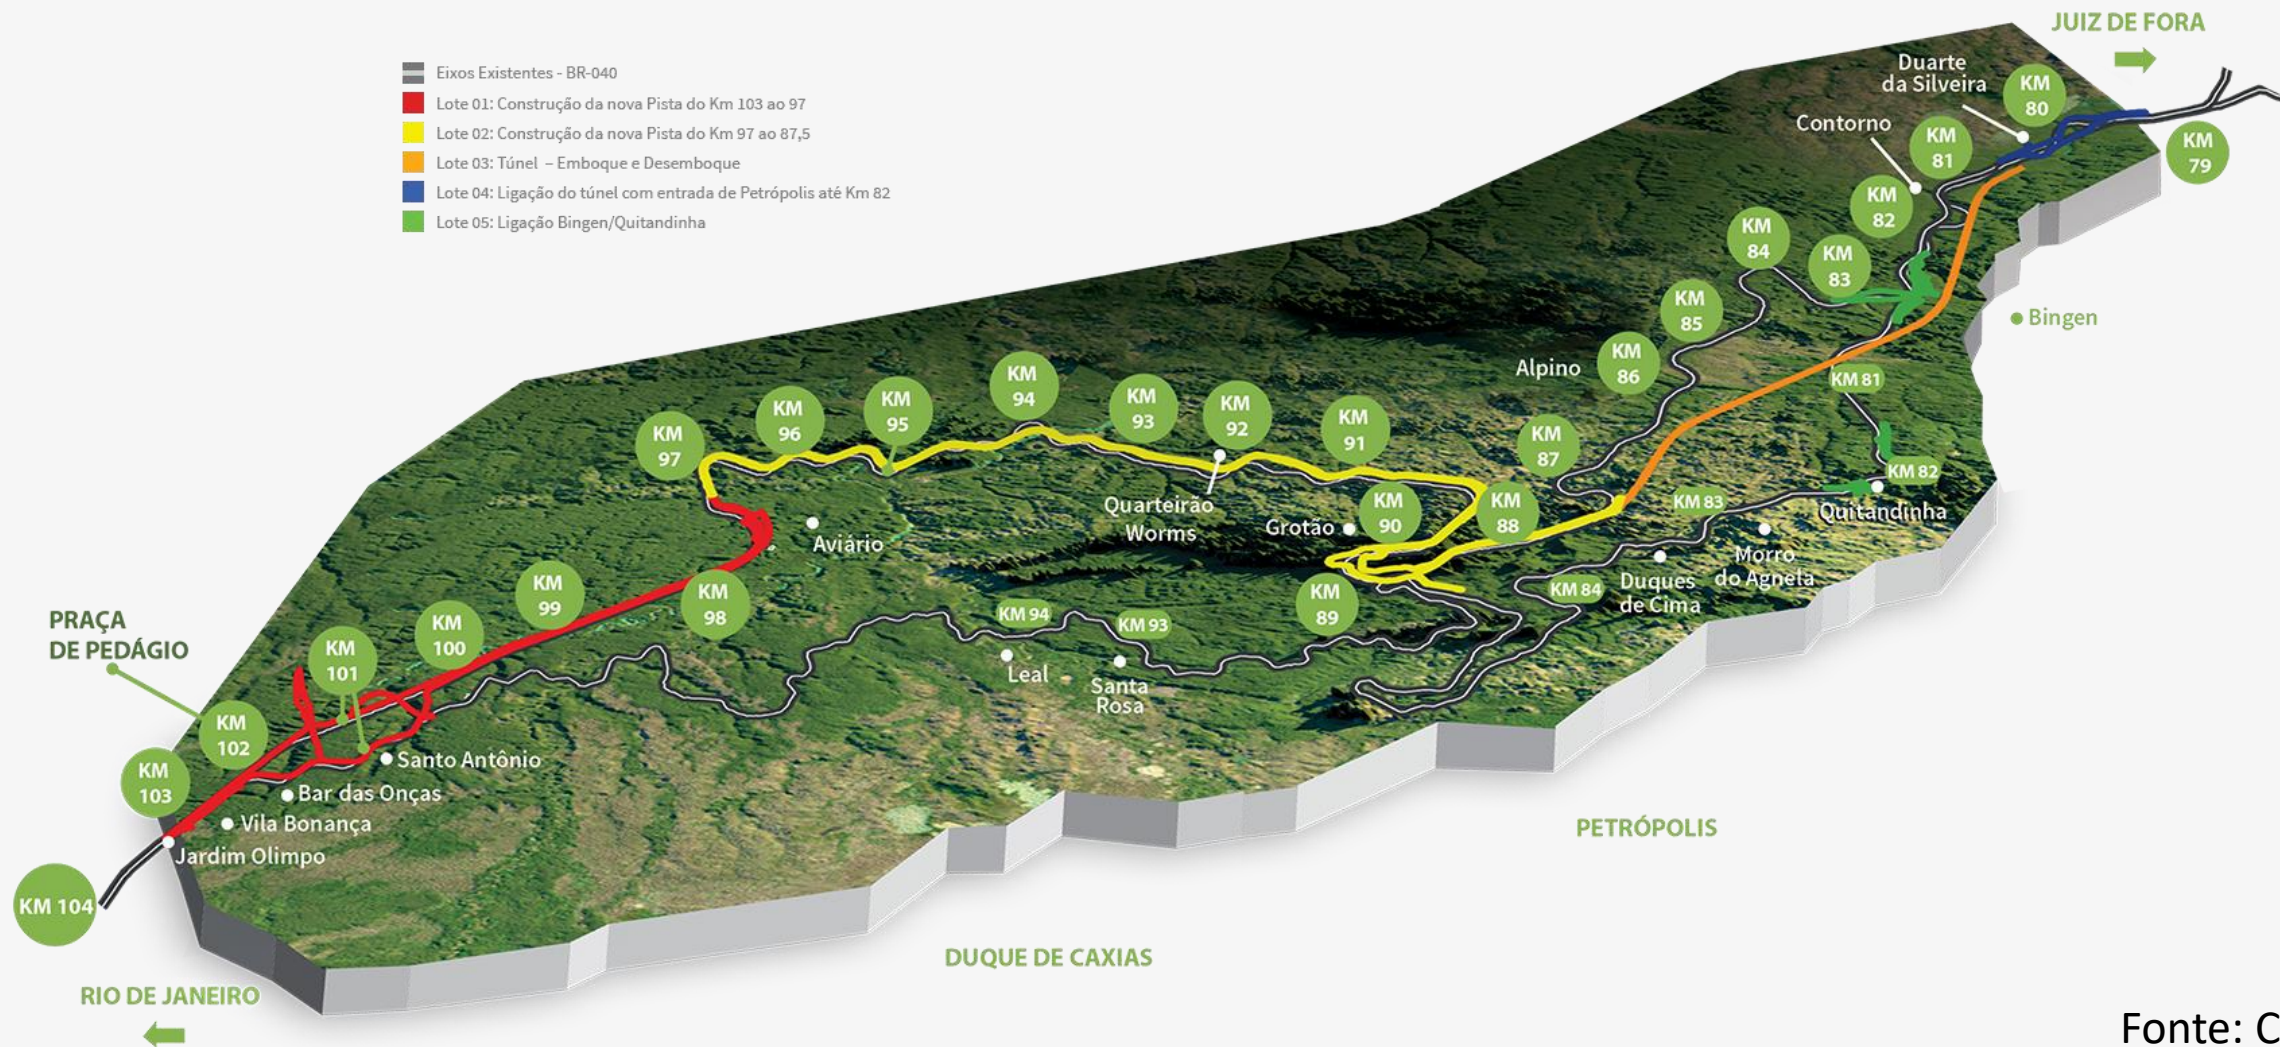 JUIZ DE FORA
Eixos Existentes - BR-040
Lote 01: Construção da nova Pista do Km 103 ao 97
Lote 02: Construção da nova Pista do Km 97 ao 87,5
Lote 03: Túnel – Emboque e Desemboque
Lote 04: Ligação do túnel com entrada de Petrópolis até Km 82
Lote 05: Ligação Bingen/Quitandinha
Duarte
da Silveira
KM
80
Contorno
KM
81
KM
79
KM
82
KM
84
KM
83
KM
85
Bingen
Alpino
KM
86
KM 81
KM
97
KM
96
KM
95
KM
94
KM
93
KM
92
KM
91
KM
87
KM 82
Quarteirão
Worms
Grotão
KM
90
KM
88
KM 83
Quitandinha
Aviário
Morro
do Agnela
Duques
de Cima
KM 84
KM
89
KM
98
KM
99
KM
100
KM
101
KM 94
KM 93
Leal
Santa
Rosa
PRAÇA
DE PEDÁGIO
KM
102
KM
103
Santo Antônio
Bar das Onças
Vila Bonança
Jardim Olimpo
KM 104
PETRÓPOLIS
DUQUE DE CAXIAS
RIO DE JANEIRO
Fonte: C